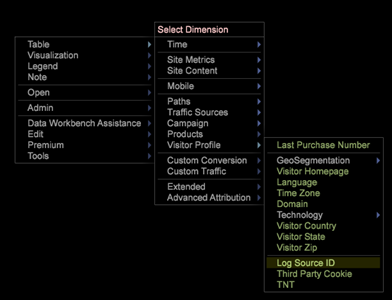 Table
Visualization
Legend
Note
Open
Admin
Data Workbench Assistance
Edit
Premium
Tools
Select Dimension
Time
Site Metrics
Site Content
Mobile
Paths
Traffic Sources
Campaign
Products
Visitor Profile
Custom Conversion
Custom Traffic
Extended
Advanced Attribution
Last Purchase Number
GeoSegmentation
Visitor Homepage
Language
Time Zone
Domain
Technology
Visitor Country
Visitor State
Visitor Zip
Log Source ID
Third Party Cookie
TNT